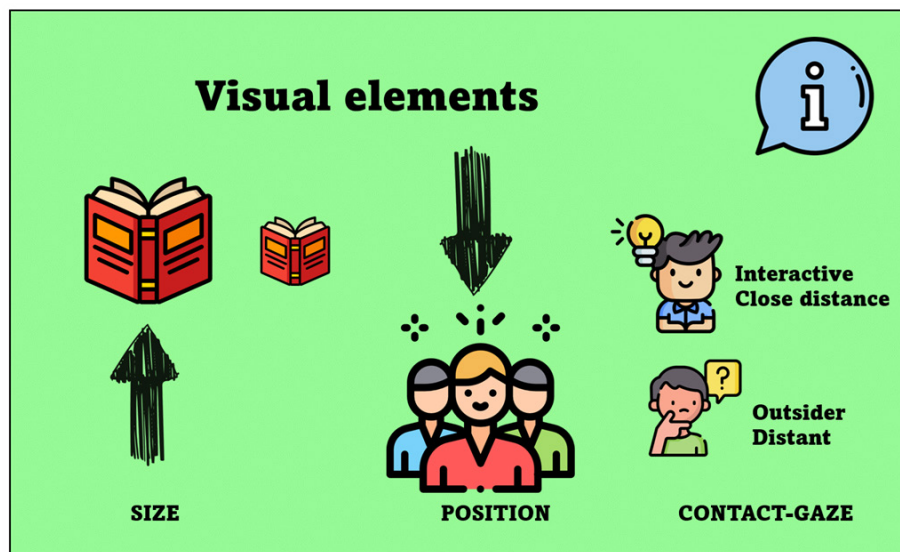 Visual elements
i
Interactive
Close distance
?
Outsider
Distant
SIZE
POSITION
CONTACT-GAZE